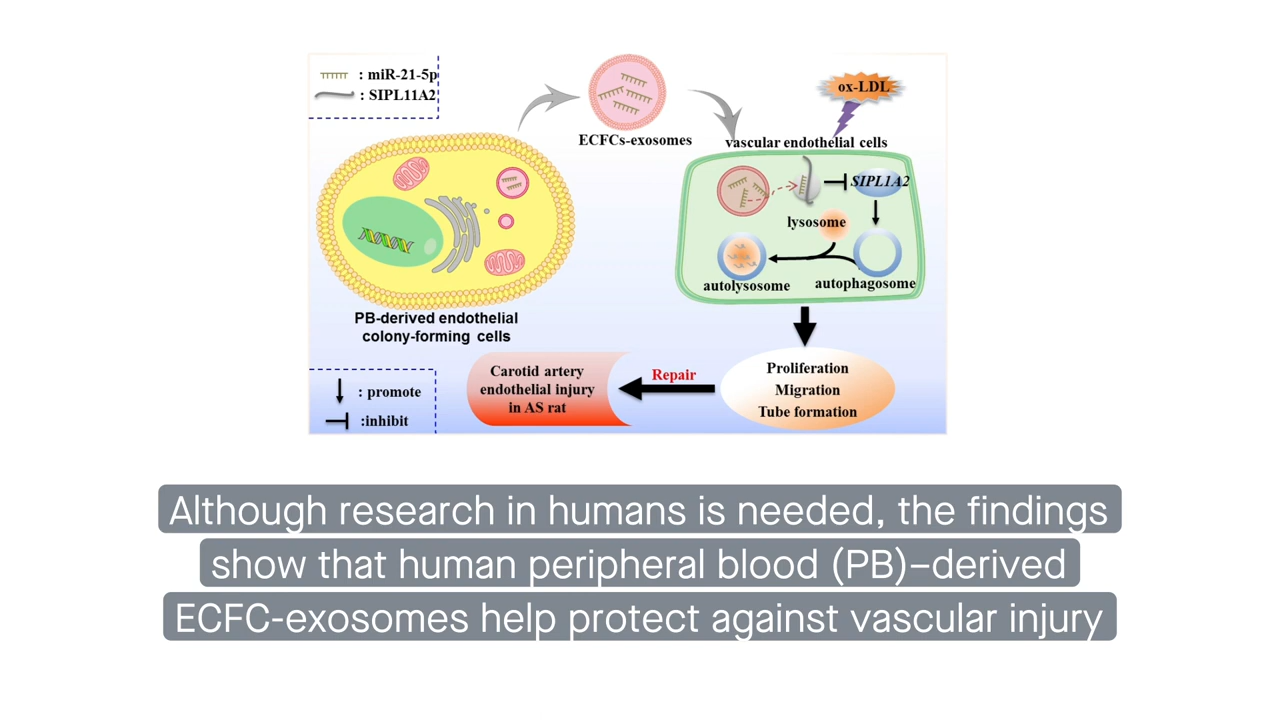 : miR-21-5p
: SIPL11A2
ECFCs-exosomes
ox-LDL
vascular endothelial cells
SIPL1A2
lysosome
autolysosome
autophagosome
PB-derived endothelial
colony-forming cells
Carotid artery
endothelial injury
in AS rat
Repair
Proliferation
Migration
Tube formation
: promote
:inhibit
Although research in humans is needed, the findings
show that human peripheral blood (PB)–derived
ECFC-exosomes help protect against vascular injury